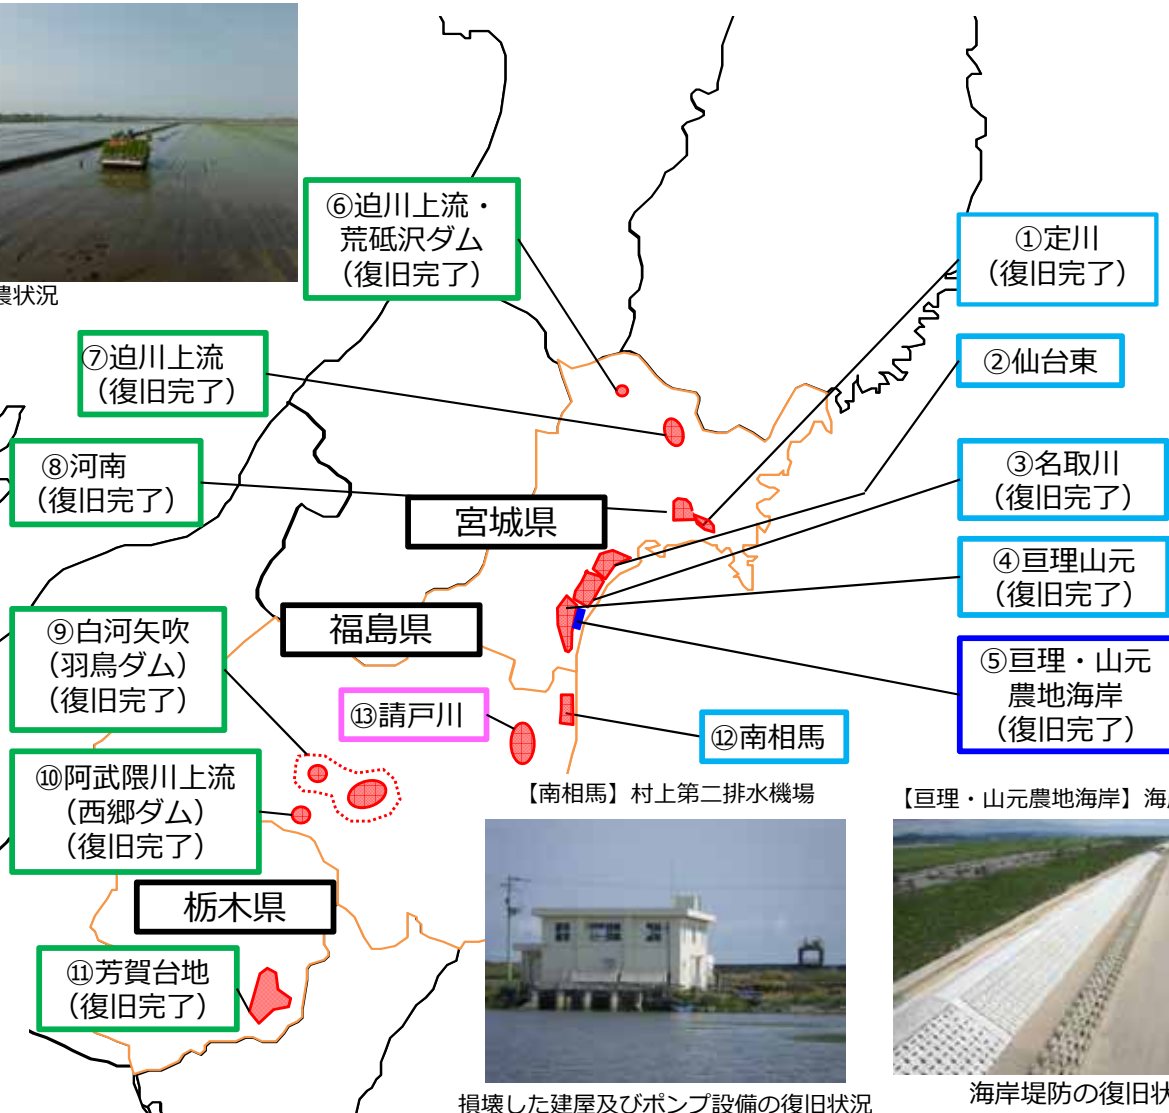 農状況
⑥迫川上流・
荒砥沢ダム
（復旧完了）
①定川
（復旧完了）
⑦迫川上流
（復旧完了）
②仙台東
⑧河南
（復旧完了）
③名取川
（復旧完了）
宮城県
④亘理山元
（復旧完了）
福島県
⑨白河矢吹
（羽鳥ダム）
（復旧完了）
⑤亘理・山元
農地海岸
（復旧完了）
⑬請戸川
⑫南相馬
⑩阿武隈川上流
（西郷ダム）
（復旧完了）
【南相馬】村上第二排水機場
【亘理・山元農地海岸】海
栃木県
⑪芳賀台地
（復旧完了）
損壊した建屋及びポンプ設備の復旧状況
海岸堤防の復旧状